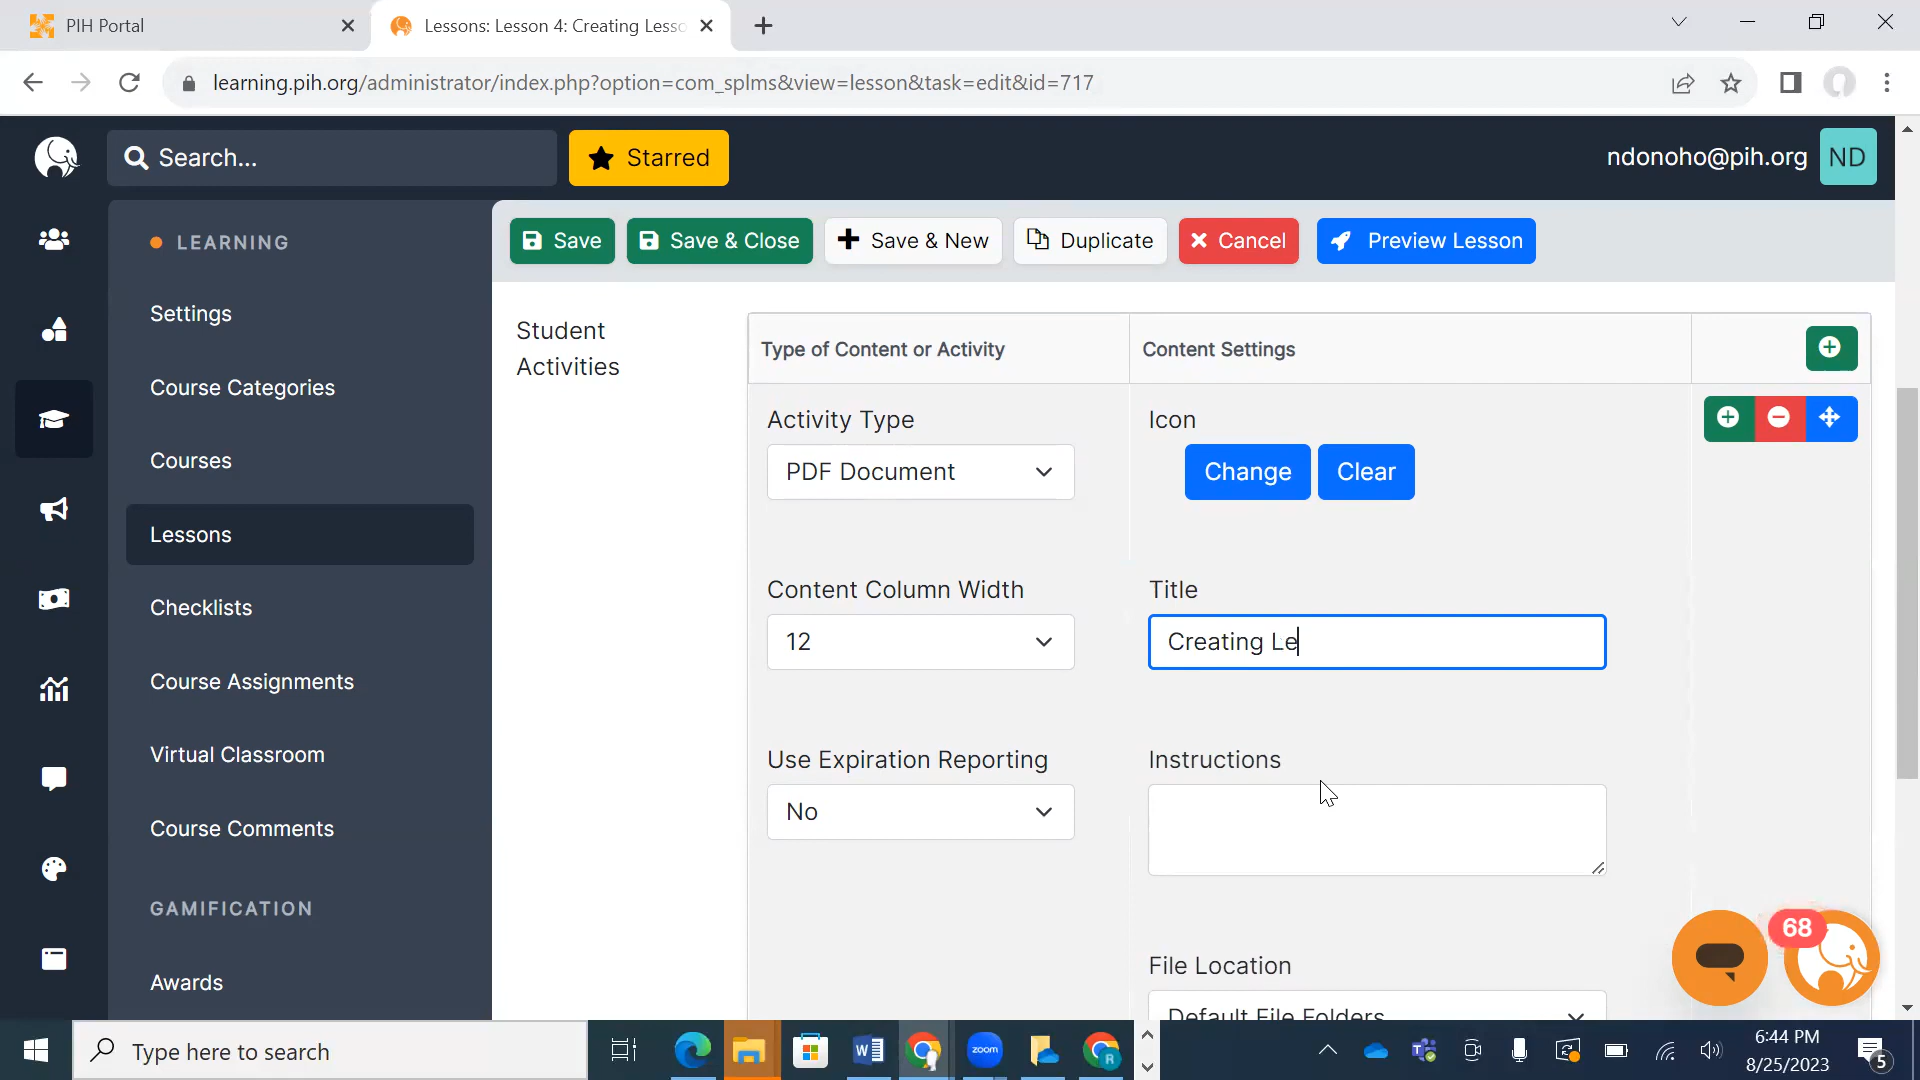 PIH Portal
Lessons: Lesson 4: Creating Lesso
learning.pih.org/administrator/index.php?option=com_splms&view=lesson&task=edit&id=717
Search...
Starred
ndonoho@pih.org
ND
LEARNING
Settings
Course Categories
Courses
Lessons
Checklists
Course Assignments
Virtual Classroom
Course Comments
GAMIFICATION
Awards
Save
Save & Close
Save & New
Duplicate
Cancel
Preview Lesson
Student
Activities
Type of Content or Activity
Content Settings
Activity Type
PDF Document
Icon
Change
Clear
Content Column Width
12
Title
Creating Le
Use Expiration Reporting
No
Instructions
File Location
Default File Folders
68
Type here to search
W
zoom
R
6:44 PM
8/25/2023
5